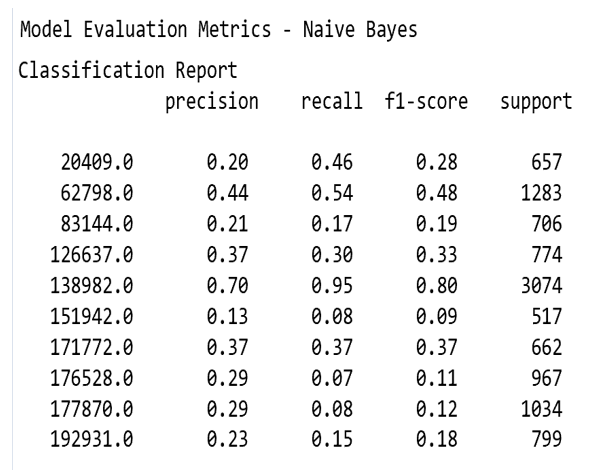 Model Evaluation Metrics - Naive Bayes
Classification Report
precision recall f1-score support
20409.0 0.20 0.46 0.28 657
62798.0 0.44 0.54 0.48 1283
83144.0 0.21 0.17 0.19 706
126637.0 0.37 0.30 0.33 774
138982.0 0.70 0.95 0.80 3074
151942.0 0.13 0.08 0.09 517
171772.0 0.37 0.37 0.37 662
176528.0 0.29 0.07 0.11 967
177870.0 0.29 0.08 0.12 1034
192931.0 0.23 0.15 0.18 799